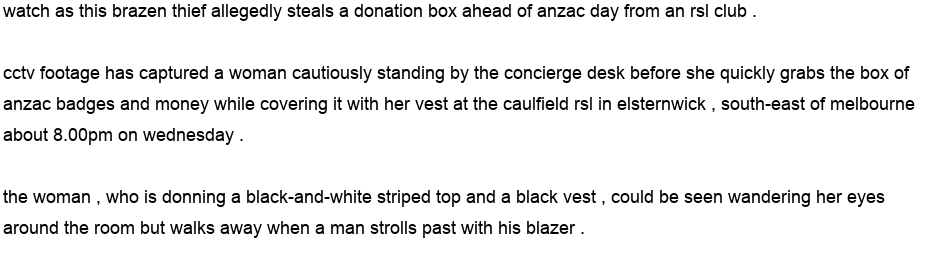 watch as this brazen thief allegedly steals a donation box ahead of anzac day from an rsl club .
cctv footage has captured a woman cautiously standing by the concierge desk before she quickly grabs the box of
anzac badges and money while covering it with her vest at the caulfield rsl in elsternwick , south-east of melbourne
about 8.00pm on wednesday .
the woman , who is donning a black-and-white striped top and a black vest , could be seen wandering her eyes
around the room but walks away when a man strolls past with his blazer .